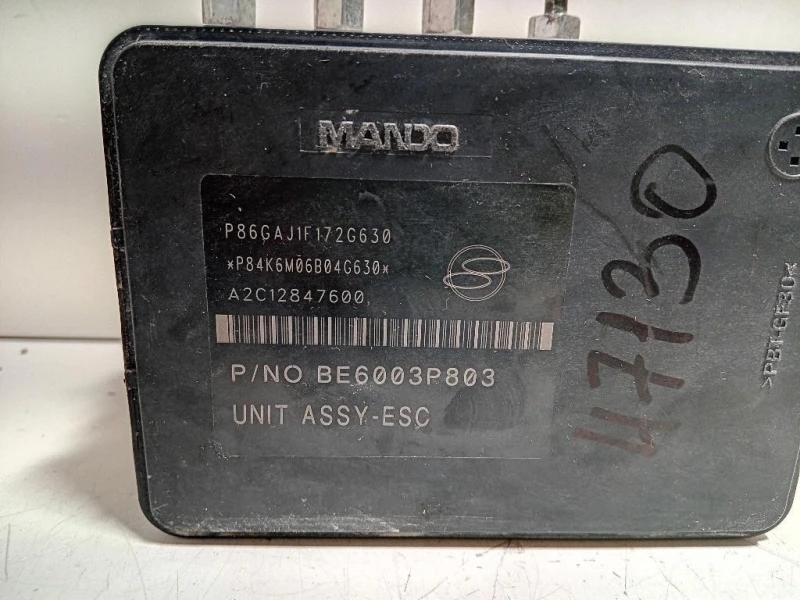 MANDO
P86GAJ1F172G630
*P84K6M06B04G630*
A2C12847600
P/NO BE6003P803
UNIT ASSY-ESC
47130
>PBT-GF30<